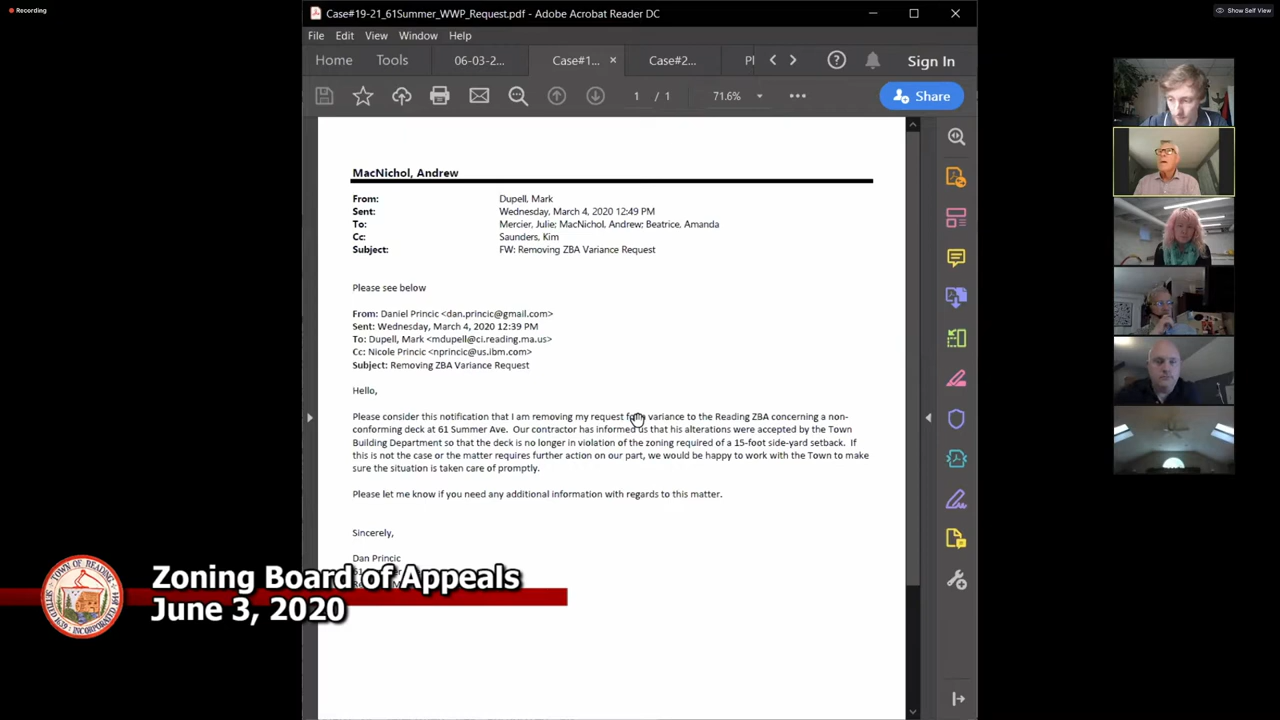 Recording
Show Self View
Case#19-21_61Summer_WWP_Request.pdf - Adobe Acrobat Reader DC
File Edit View Window Help
Home Tools 06-03-2... Case#1... Case#2... Sign In
1 / 1 71.6% Share
MacNichol, Andrew
From: Dupell, Mark
Sent: Wednesday, March 4, 2020 12:49 PM
To: Mercier, Julie; MacNichol, Andrew; Beatrice, Amanda
Cc: Saunders, Kim
Subject: FW: Removing ZBA Variance Request
Please see below
From: Daniel Princic <dan.princic@gmail.com>
Sent: Wednesday, March 4, 2020 12:39 PM
To: Dupell, Mark <mdupell@ci.reading.ma.us>
Cc: Nicole Princic <nprincic@us.ibm.com>
Subject: Removing ZBA Variance Request
Hello,
Please consider this notification that I am removing my request variance to the Reading ZBA concerning a non-
conforming deck at 61 Summer Ave. Our contractor has informed us that his alterations were accepted by the Town
Building Department so that the deck is no longer in violation of the zoning required of a 15-foot side-yard setback. If
this is not the case or the matter requires further action on our part, we would be happy to work with the Town to make
sure the situation is taken care of promptly.
Please let me know if you need any additional information with regards to this matter.
Sincerely,
Dan Princic
Zoning Board of Appeals
June 3, 2020
TOWN OF READING
SETTLED 1639 INCORPORATED 1644